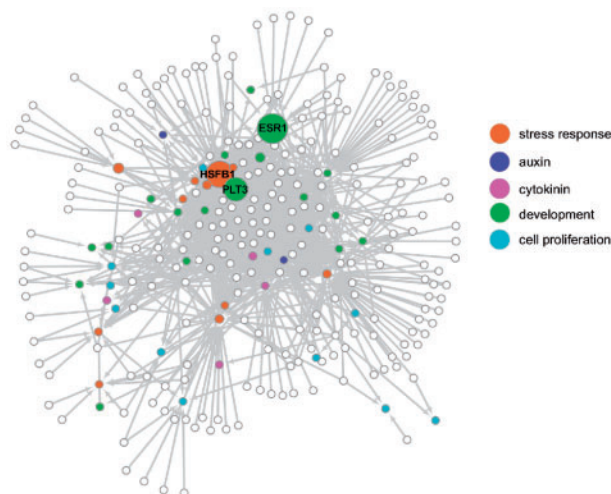 ESR1
HSFB1
PLT3
stress response
auxin
cytokinin
development
cell proliferation